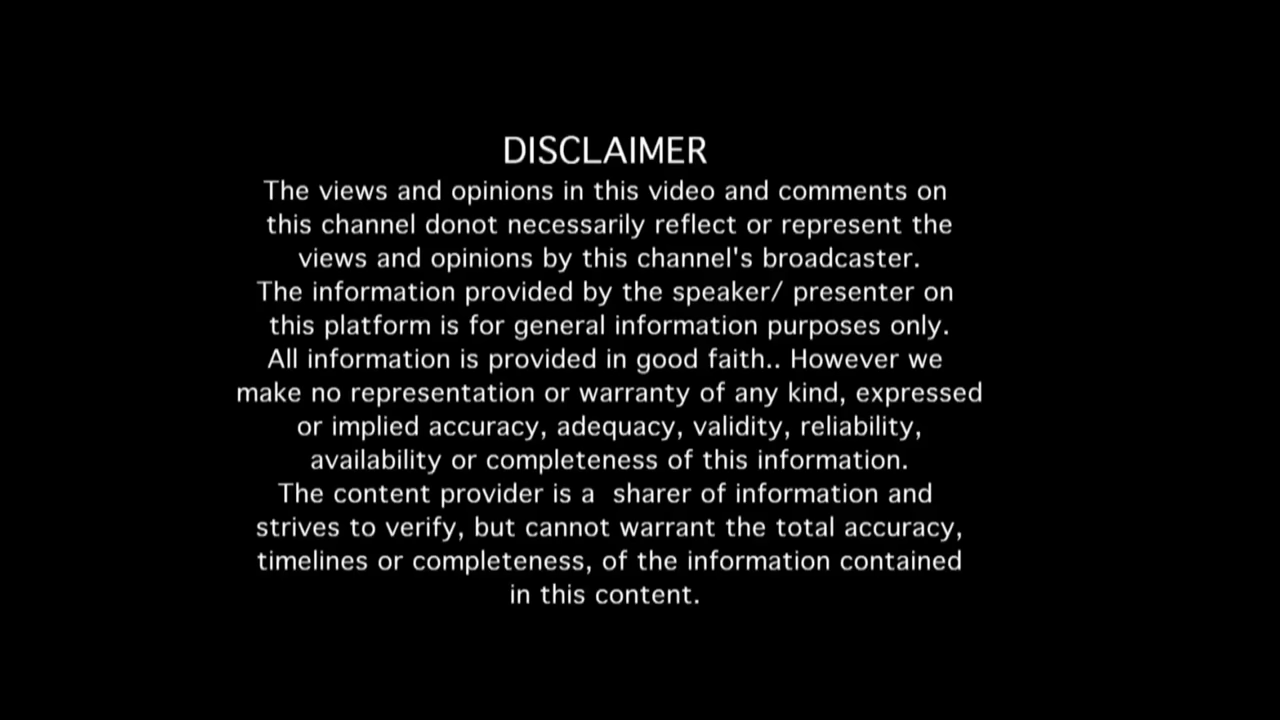 DISCLAIMER
The views and opinions in this video and comments on
this channel donot necessarily reflect or represent the
views and opinions by this channel's broadcaster.
The information provided by the speaker/ presenter on
this platform is for general information purposes only.
All information is provided in good faith.. However we
make no representation or warranty of any kind, expressed
or implied accuracy, adequacy, validity, reliability,
availability or completeness of this information.
The content provider is a  sharer of information and
strives to verify, but cannot warrant the total accuracy,
timelines or completeness, of the information contained
in this content.